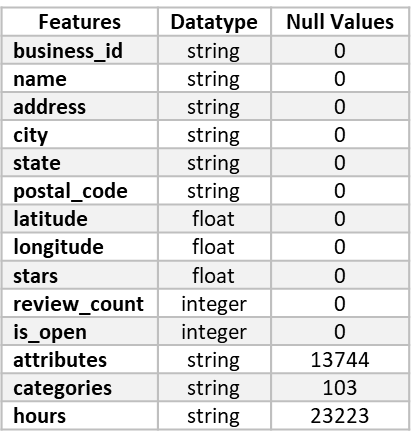 Features Datatype Null Values
business_id string 0
name string 0
address string 0
city string 0
state string 0
postal_code string 0
latitude float 0
longitude float 0
stars float 0
review_count integer 0
is_open integer 0
attributes string 13744
categories string 103
hours string 23223